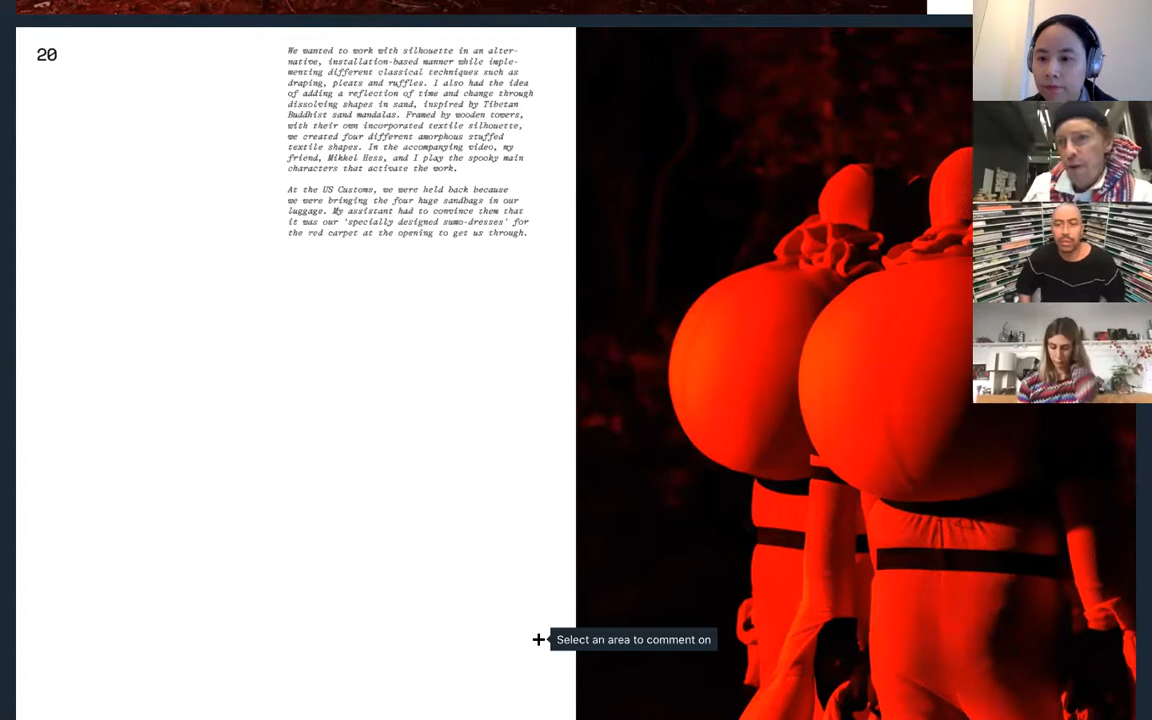 20
We wanted to work with silhouette in an alter-
native, installation-based manner while imple-
menting different classical techniques such as
draping, pleats and ruffles. I also had the idea
of adding a reflection of time and change through
dissolving shapes in sand, inspired by Tibetan
Buddhist sand mandalas. Framed by wooden towers,
with their own incorporated textile silhouette,
we created four different amorphous stuffed
textile shapes. In the accompanying video, my
friend, Mikkel Hess, and I play the spooky main
characters that activate the work.
At the US Customs, we were held back because
we were bringing the four huge sandbags in our
luggage. My assistant had to convince them that
it was our ‘specially designed sumo-dresses’ for
the red carpet at the opening to get us through.
Select an area to comment on